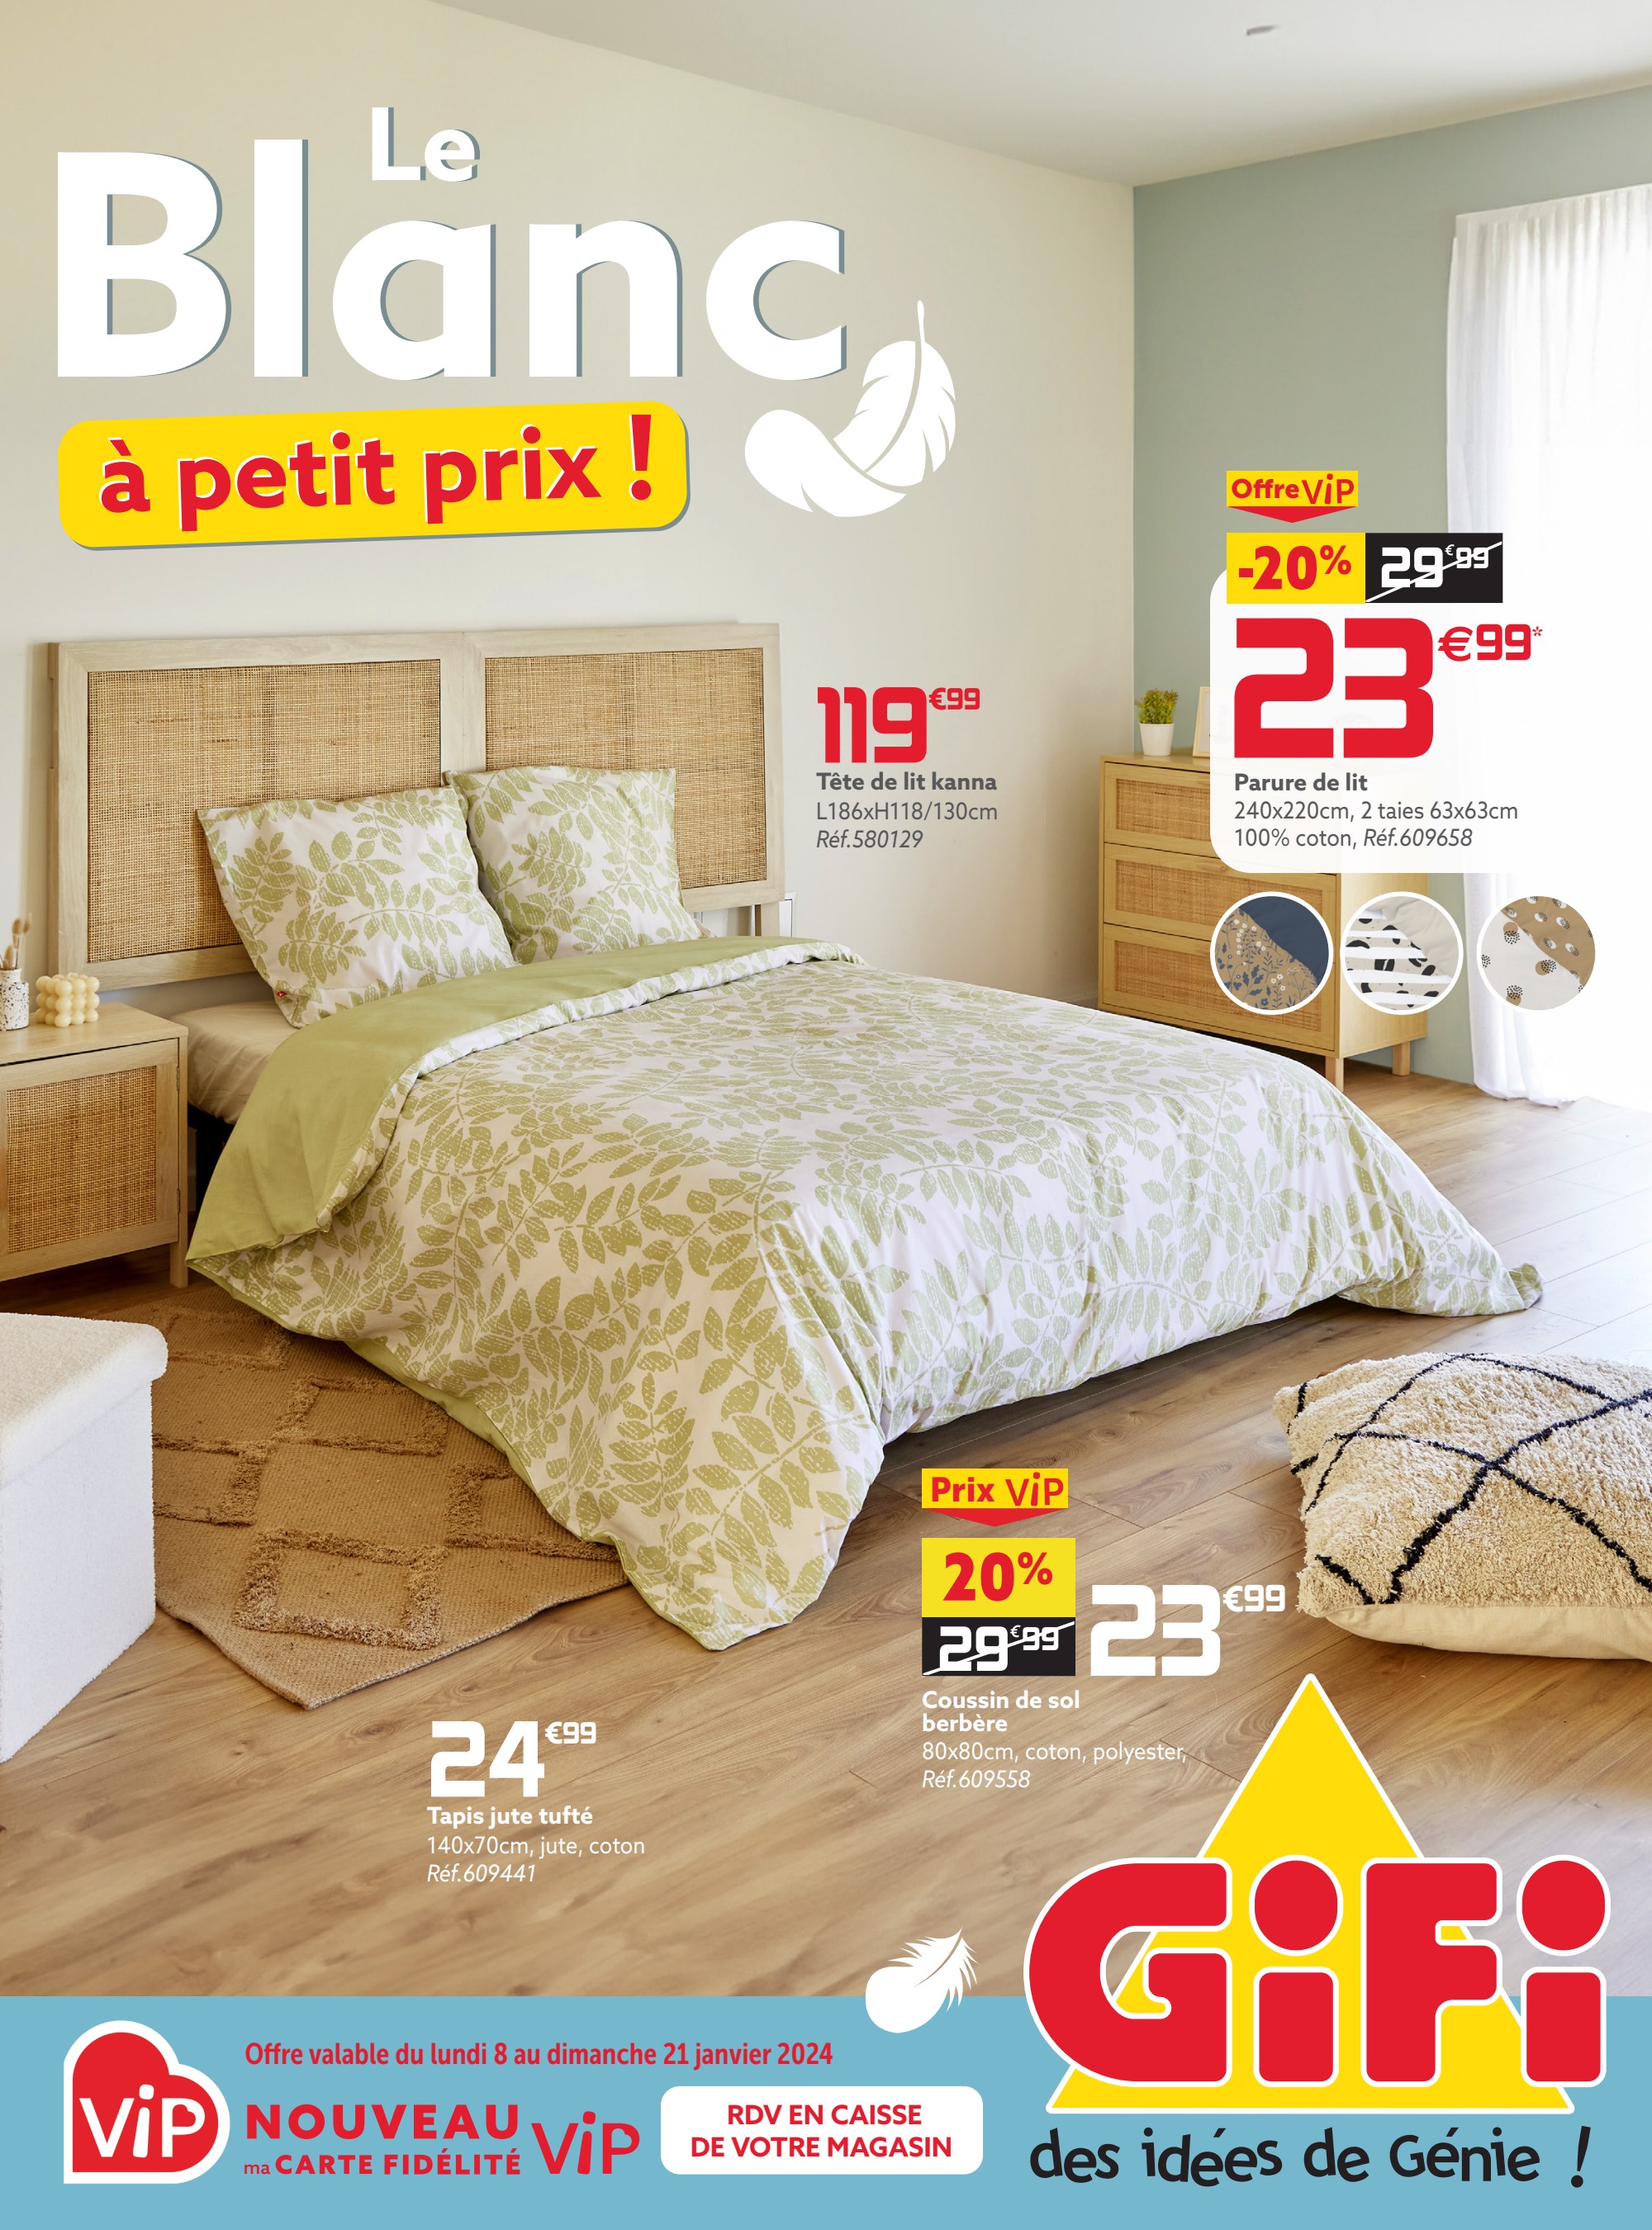 Le
Blanc
à petit prix !
Offre ViP
-20% 29€99
23€99*
Parure de lit
240x220cm, 2 taies 63x63cm
100% coton, Réf.609658
119€99
Tête de lit kanna
L186xH118/130cm
Réf.580129
Prix ViP
20%
29€99
23€99
Coussin de sol
berbère
80x80cm, coton, polyester,
Réf.609558
24€99
Tapis jute tufté
140x70cm, jute, coton
Réf.609441
GiFi
des idées de Génie !
ViP
Offre valable du lundi 8 au dimanche 21 janvier 2024
NOUVEAU
ma CARTE FIDÉLITÉ ViP
RDV EN CAISSE
DE VOTRE MAGASIN